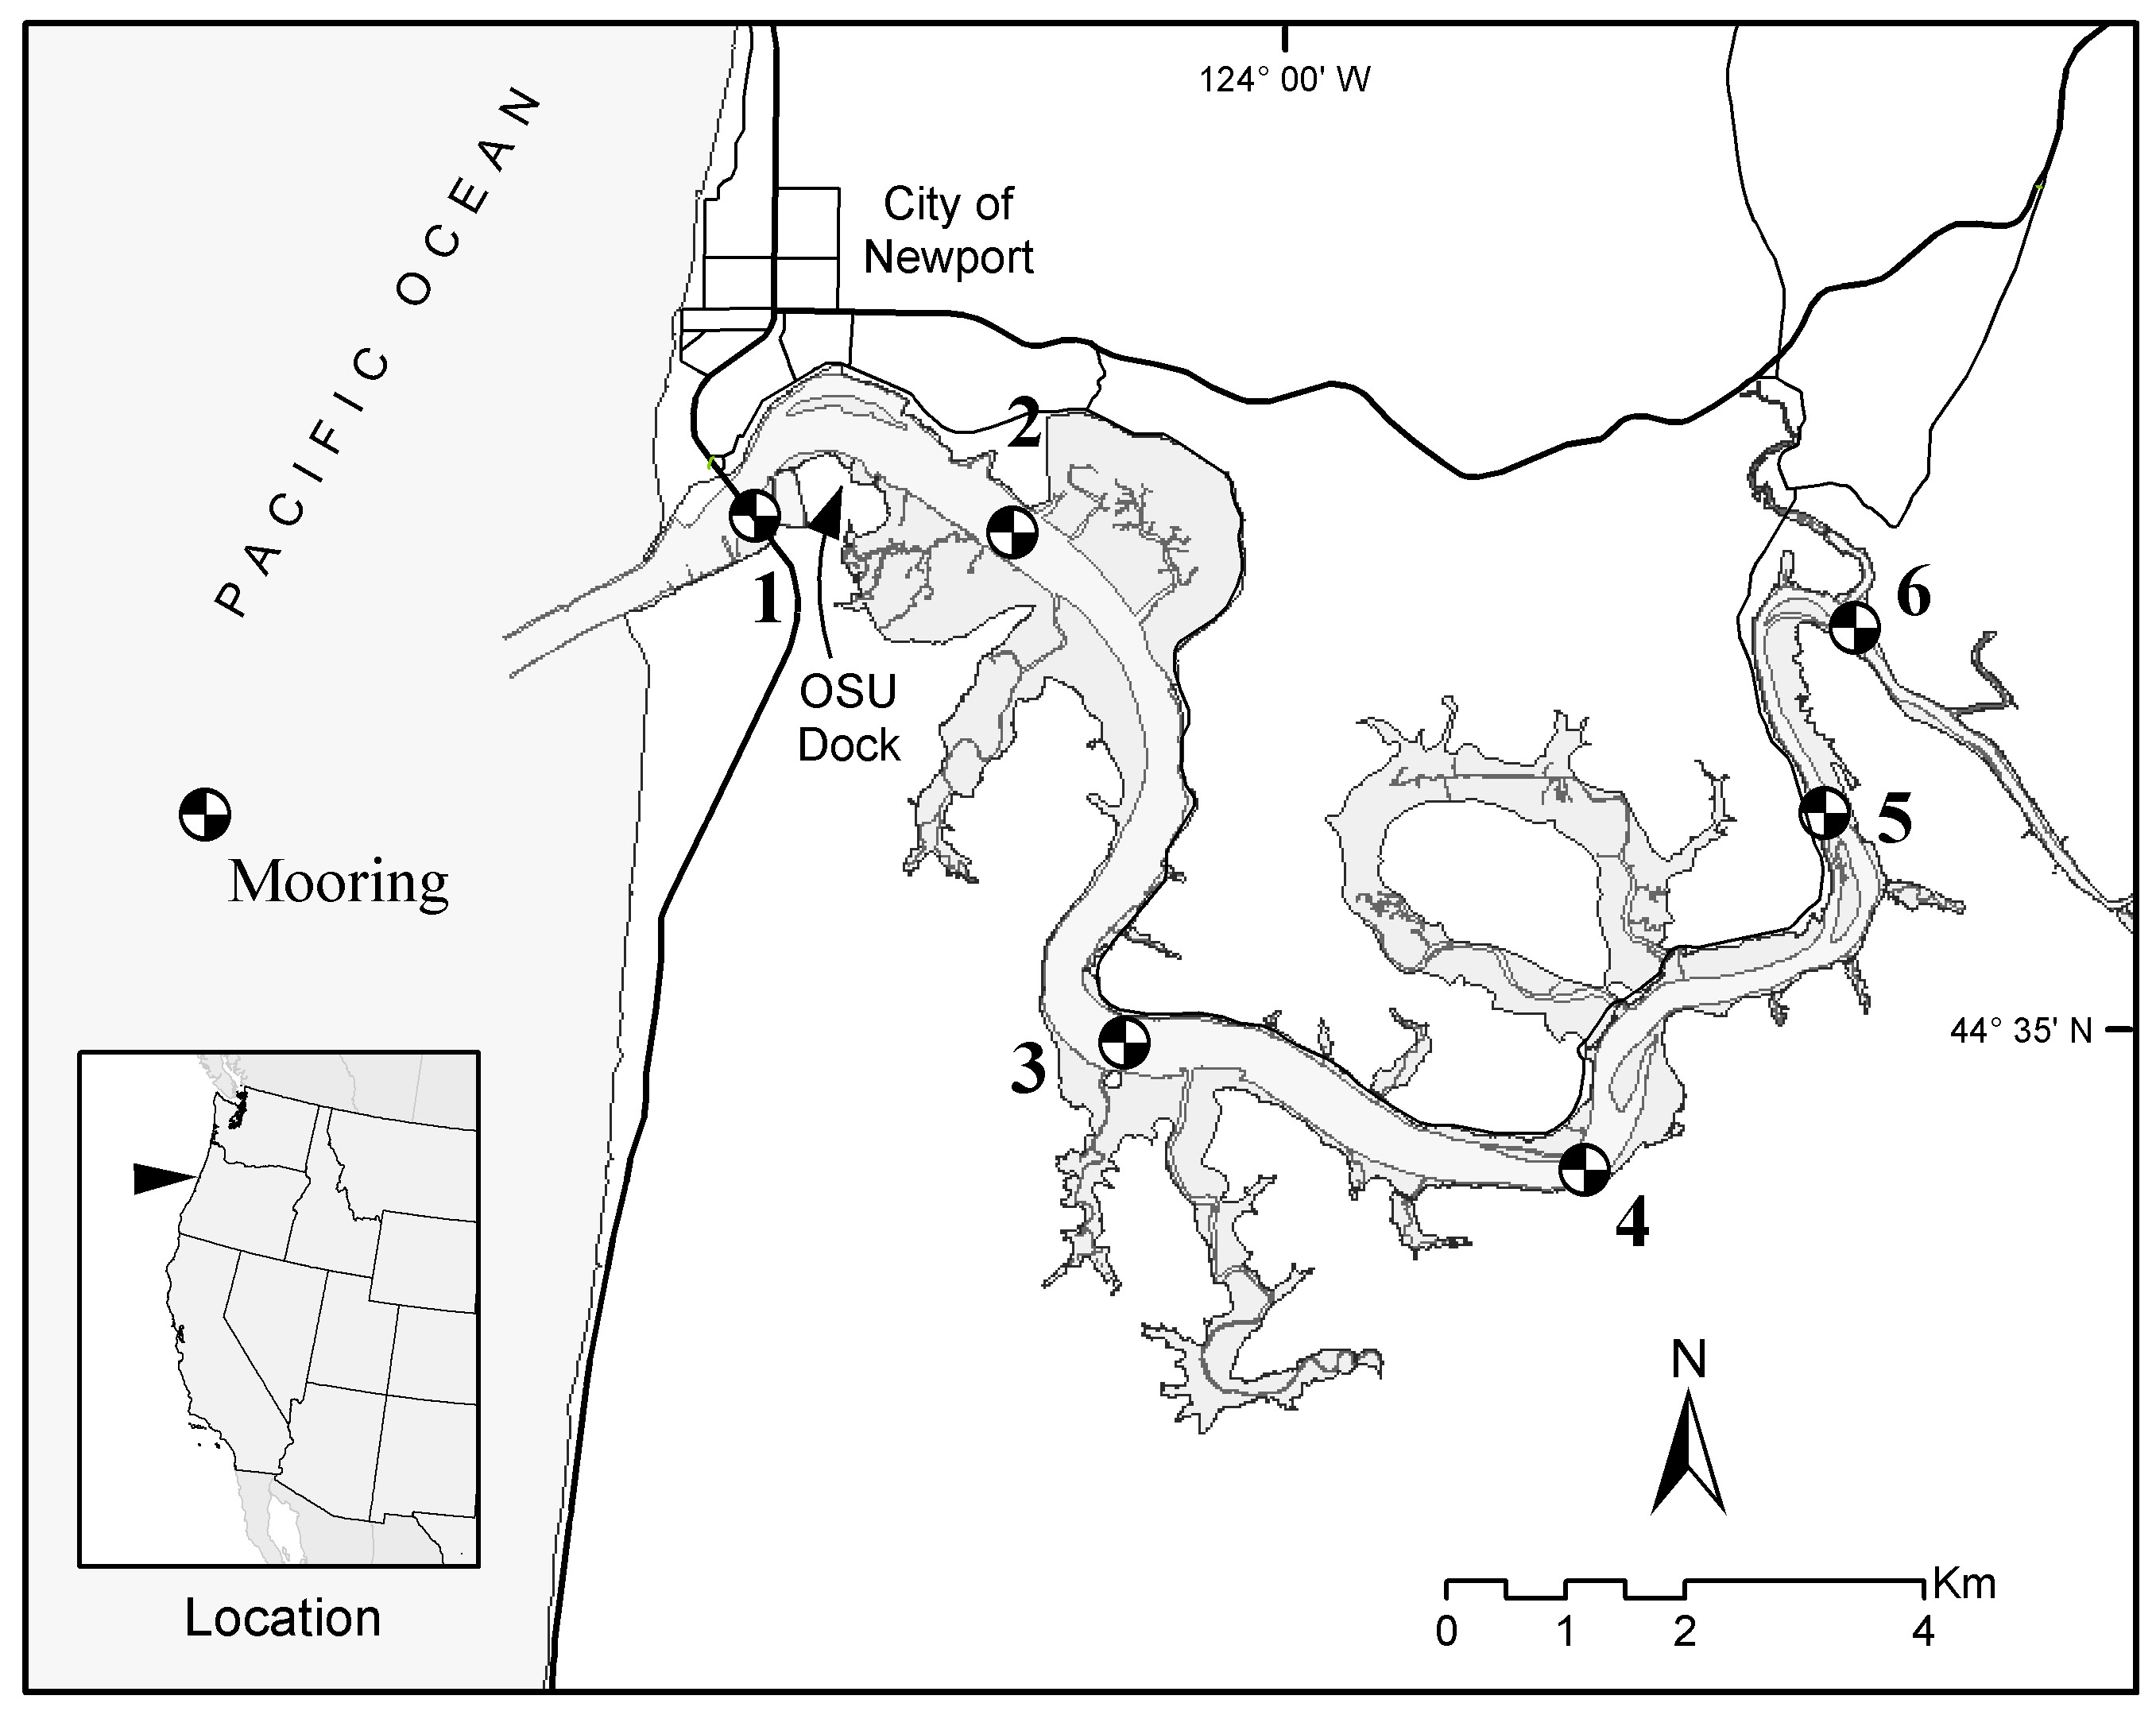 124° 00' W
PACIFIC OCEAN
City of
Newport
2
1
6
OSU
Dock
5
Mooring
44° 35' N
3
4
N
Km
0 1 2 4
Location